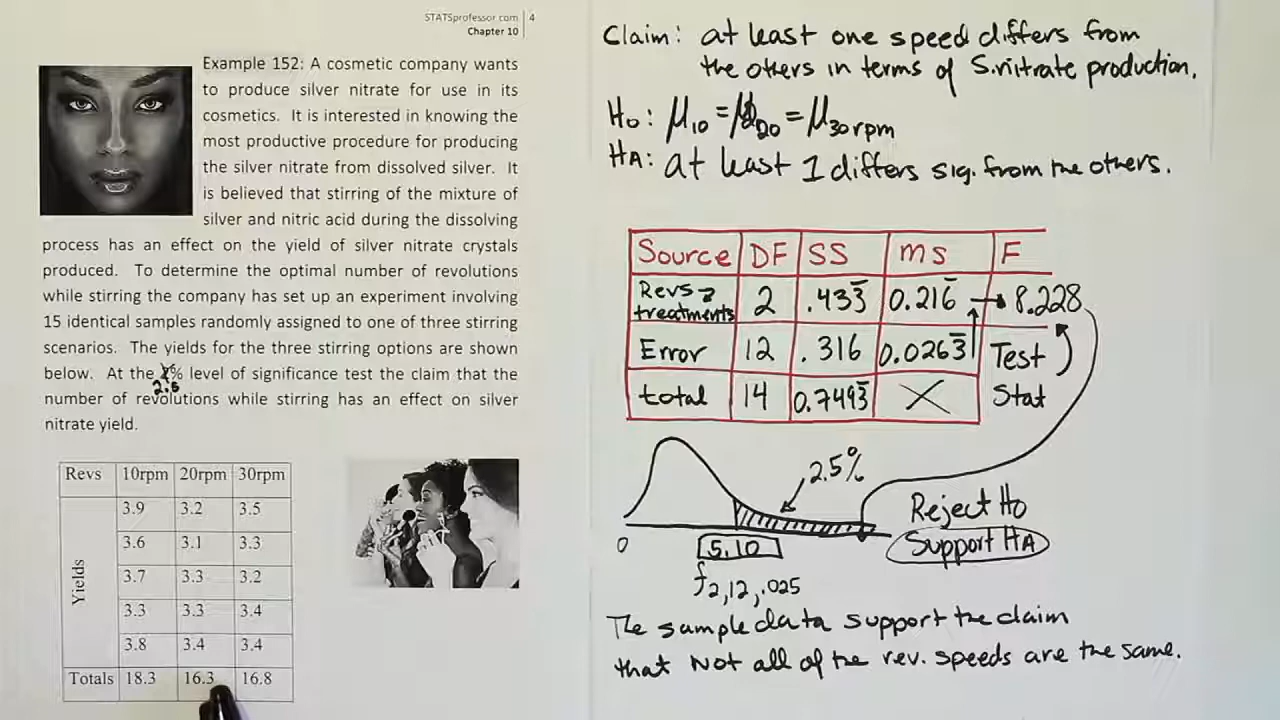 STATSprofessor.com 4
Chapter 10
Example 152: A cosmetic company wants
to produce silver nitrate for use in its
cosmetics. It is interested in knowing the
most productive procedure for producing
the silver nitrate from dissolved silver. It
is believed that stirring of the mixture of
silver and nitric acid during the dissolving
process has an effect on the yield of silver nitrate crystals
produced. To determine the optimal number of revolutions
while stirring the company has set up an experiment involving
15 identical samples randomly assigned to one of three stirring
scenarios. The yields for the three stirring options are shown
below. At the % level of significance test the claim that the
2.5
number of revolutions while stirring has an effect on silver
nitrate yield.
Revs 10rpm 20rpm 30rpm
Yields
3.9 3.2 3.5
3.6 3.1 3.3
3.7 3.3 3.2
3.3 3.3 3.4
3.8 3.4 3.4
Totals 18.3 16.3 16.8
Claim: at least one speed differs from
the others in terms of S.nitrate production.
Ho: μ10 = μ20 = μ30rpm
HA: at least 1 differs sig. from the others.
Source DF SS MS F
Revs → treatments 2 .433̄ 0.216̄ → 8.228
Error 12 .316 0.0263̄ Test
total 14 0.7493̄ X Stat
2.5%
Reject Ho
0 5.10 Support HA
f2,12,.025
The sample data support the claim
that Not all of the rev. speeds are the same.